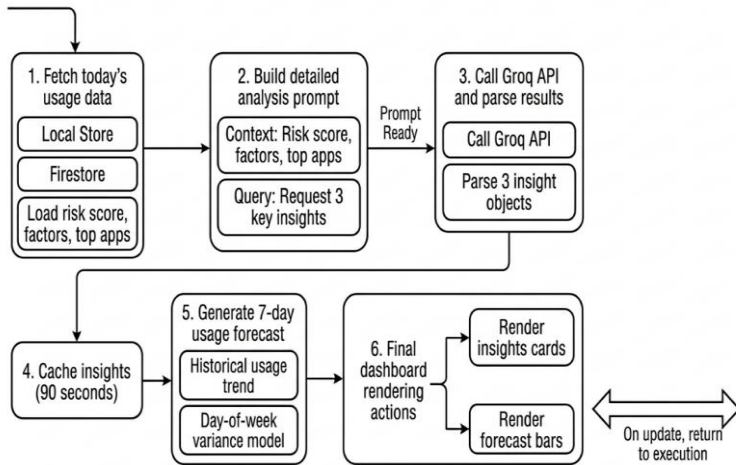 1. Fetch today's
usage data
Local Store
Firestore
Load risk score,
factors, top apps
2. Build detailed
analysis prompt
Context: Risk score,
factors, top apps
Query: Request 3
key insights
Prompt
Ready
3. Call Groq API
and parse results
Call Groq API
Parse 3 insight
objects
4. Cache insights
(90 seconds)
5. Generate 7-day
usage forecast
Historical usage
trend
Day-of-week
variance model
6. Final
dashboard
rendering
actions
Render
insights cards
Render
forecast bars
On update, return
to execution